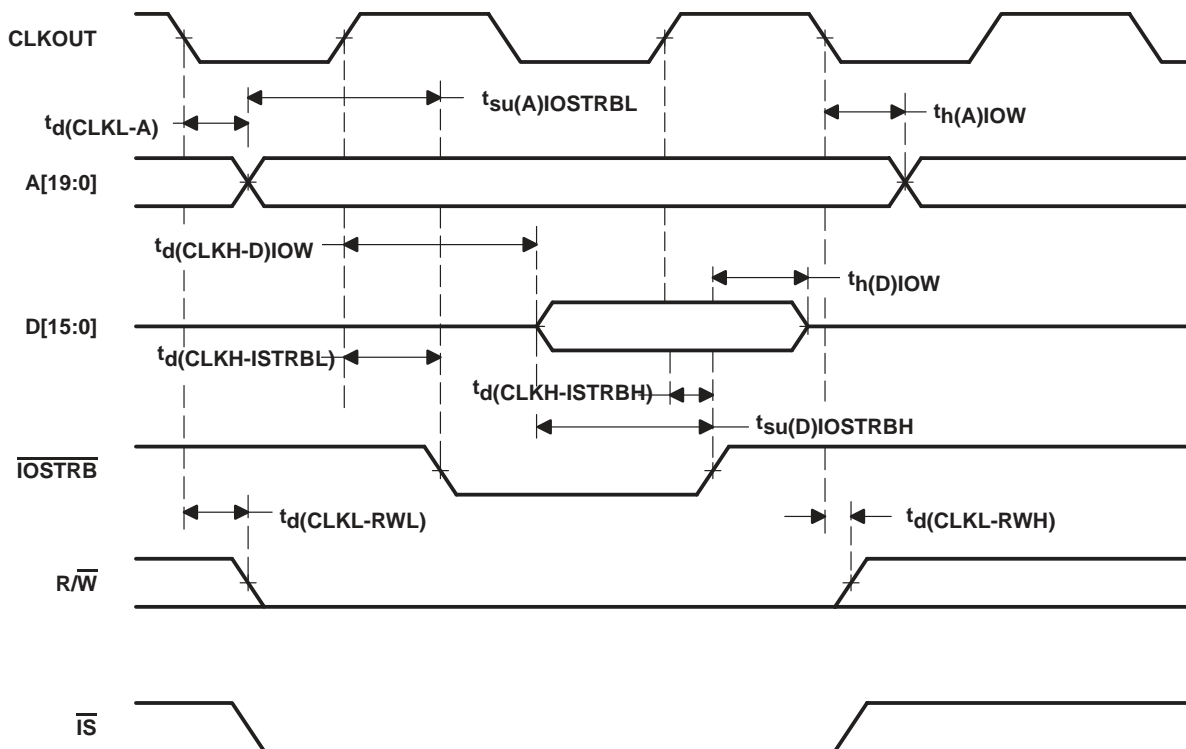 CLKOUT
tsu(A)IOSTRBL
td(CLKL-A)
th(A)IOW
A[19:0]
td(CLKH-D)IOW
th(D)IOW
D[15:0]
td(CLKH-ISTRBL)
td(CLKH-ISTRBH)
tsu(D)IOSTRBH
IOSTRB
td(CLKL-RWL)
td(CLKL-RWH)
R/W
IS